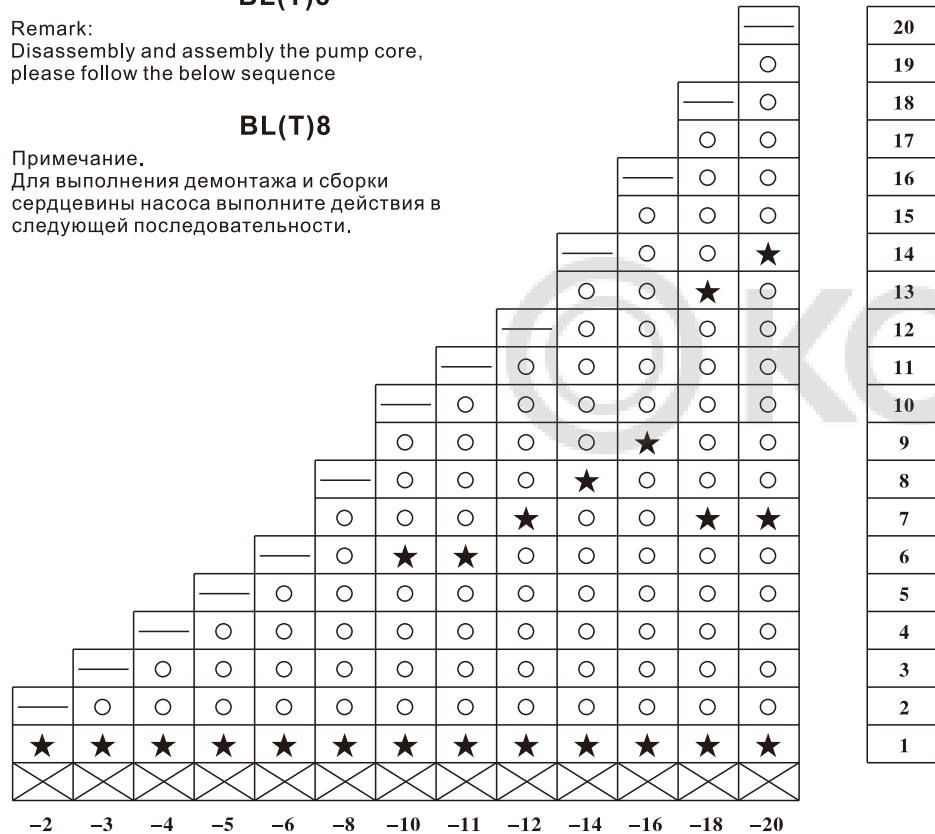 Remark:
Disassembly and assembly the pump core,
please follow the below sequence
BL(T)8
Примечание.
Для выполнения демонтажа и сборки
сердцевины насоса выполните действия в
следующей последовательности.
20
19
18
17
16
15
14
13
12
11
10
9
8
7
6
5
4
3
2
1
–2 –3 –4 –5 –6 –8 –10 –11 –12 –14 –16 –18 –20